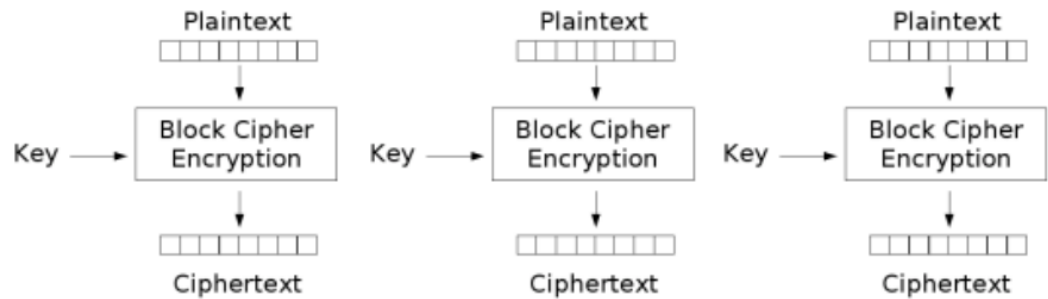 Plaintext
Plaintext
Plaintext
Key
Block Cipher
Encryption
Key
Block Cipher
Encryption
Key
Block Cipher
Encryption
Ciphertext
Ciphertext
Ciphertext